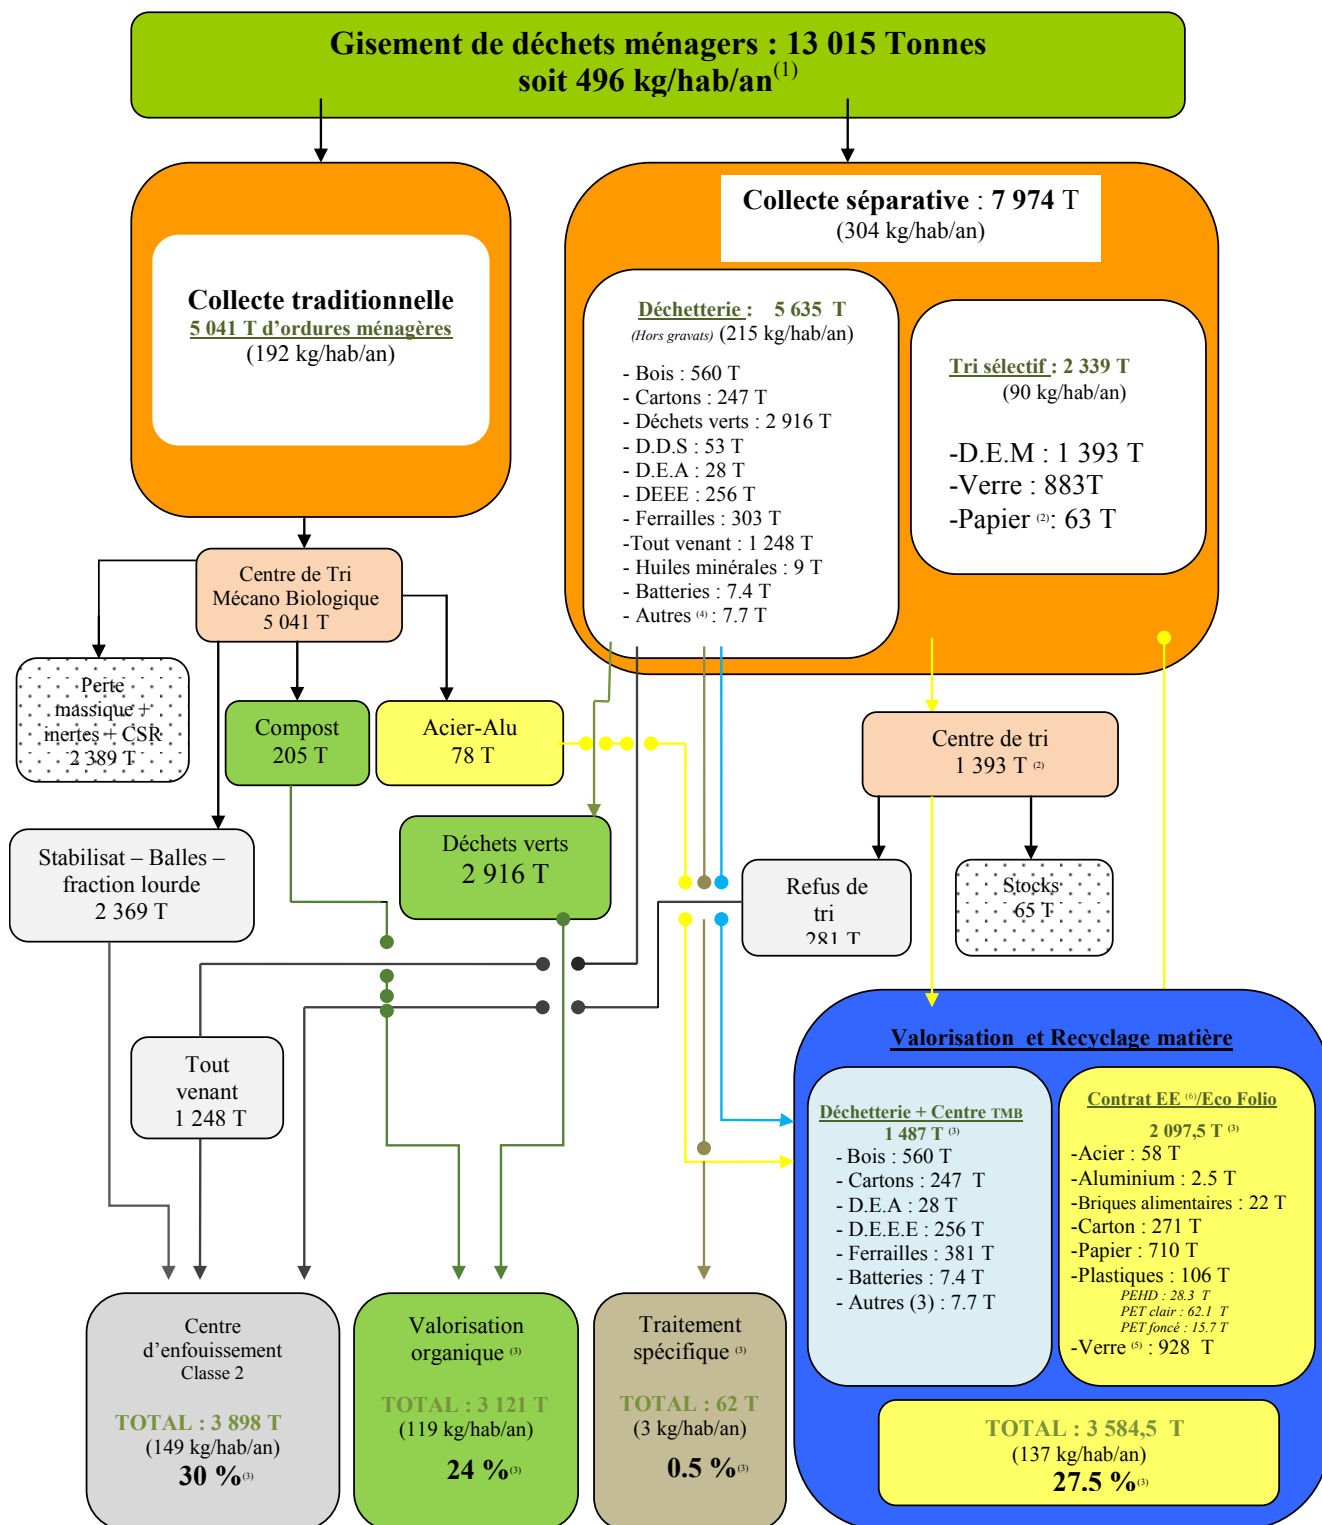 Gisement de déchets ménagers : 13 015 Tonnes
soit 496 kg/hab/an(1)
Collecte traditionnelle
5 041 T d'ordures ménagères
(192 kg/hab/an)
Collecte séparative : 7 974 T
(304 kg/hab/an)
Déchetterie : 5 635 T
(Hors gravats) (215 kg/hab/an)
- Bois : 560 T
- Cartons : 247 T
- Déchets verts : 2 916 T
- D.D.S : 53 T
- D.E.A : 28 T
- DEEE : 256 T
- Ferrailles : 303 T
-Tout venant : 1 248 T
- Huiles minérales : 9 T
- Batteries : 7.4 T
- Autres (4) : 7.7 T
Tri sélectif : 2 339 T
(90 kg/hab/an)
-D.E.M : 1 393 T
-Verre : 883T
-Papier (2): 63 T
Centre de Tri
Mécano Biologique
5 041 T
Perte
massique +
inertes + CSR
2 389 T
Compost
205 T
Acier-Alu
78 T
Centre de tri
1 393 T (2)
Stabilisat – Balles –
fraction lourde
2 369 T
Déchets verts
2 916 T
Refus de
tri
281 T
Stocks
65 T
Tout
venant
1 248 T
Valorisation et Recyclage matière
Déchetterie + Centre TMB
1 487 T (3)
- Bois : 560 T
- Cartons : 247 T
- D.E.A : 28 T
- D.E.E.E : 256 T
- Ferrailles : 381 T
- Batteries : 7.4 T
- Autres (3) : 7.7 T
Contrat EE (6)/Eco Folio
2 097,5 T (3)
-Acier : 58 T
-Aluminium : 2.5 T
-Briques alimentaires : 22 T
-Carton : 271 T
-Papier : 710 T
-Plastiques : 106 T
PEHD : 28.3 T
PET clair : 62.1 T
PET foncé : 15.7 T
-Verre (5) : 928 T
Centre
d'enfouissement
Classe 2
TOTAL : 3 898 T
(149 kg/hab/an)
30 %(3)
Valorisation
organique (3)
TOTAL : 3 121 T
(119 kg/hab/an)
24 %(3)
Traitement
spécifique (3)
TOTAL : 62 T
(3 kg/hab/an)
0.5 %(3)
TOTAL : 3 584,5 T
(137 kg/hab/an)
27.5 %(3)